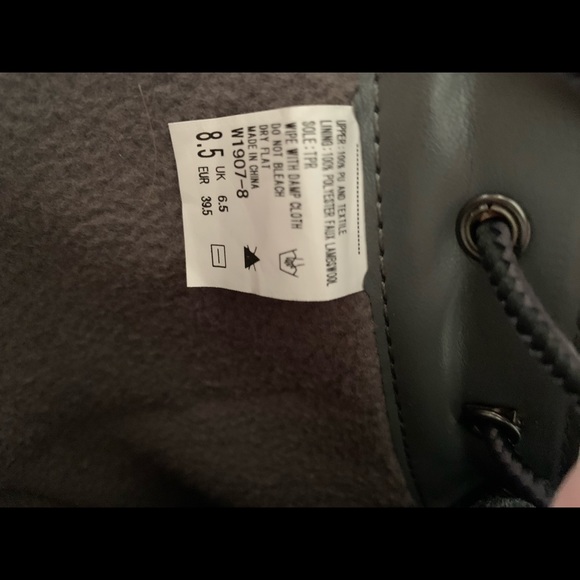 UPPER:100% PU AND TEXTILE
LINING:100% POLYESTER FAUX LAMBSWOOL
SOLE:TPR
WIPE WITH DAMP CLOTH
DO NOT BLEACH
DRY FLAT
MADE IN CHINA
W1907-8
8.5 UK 6.5
EUR 39.5